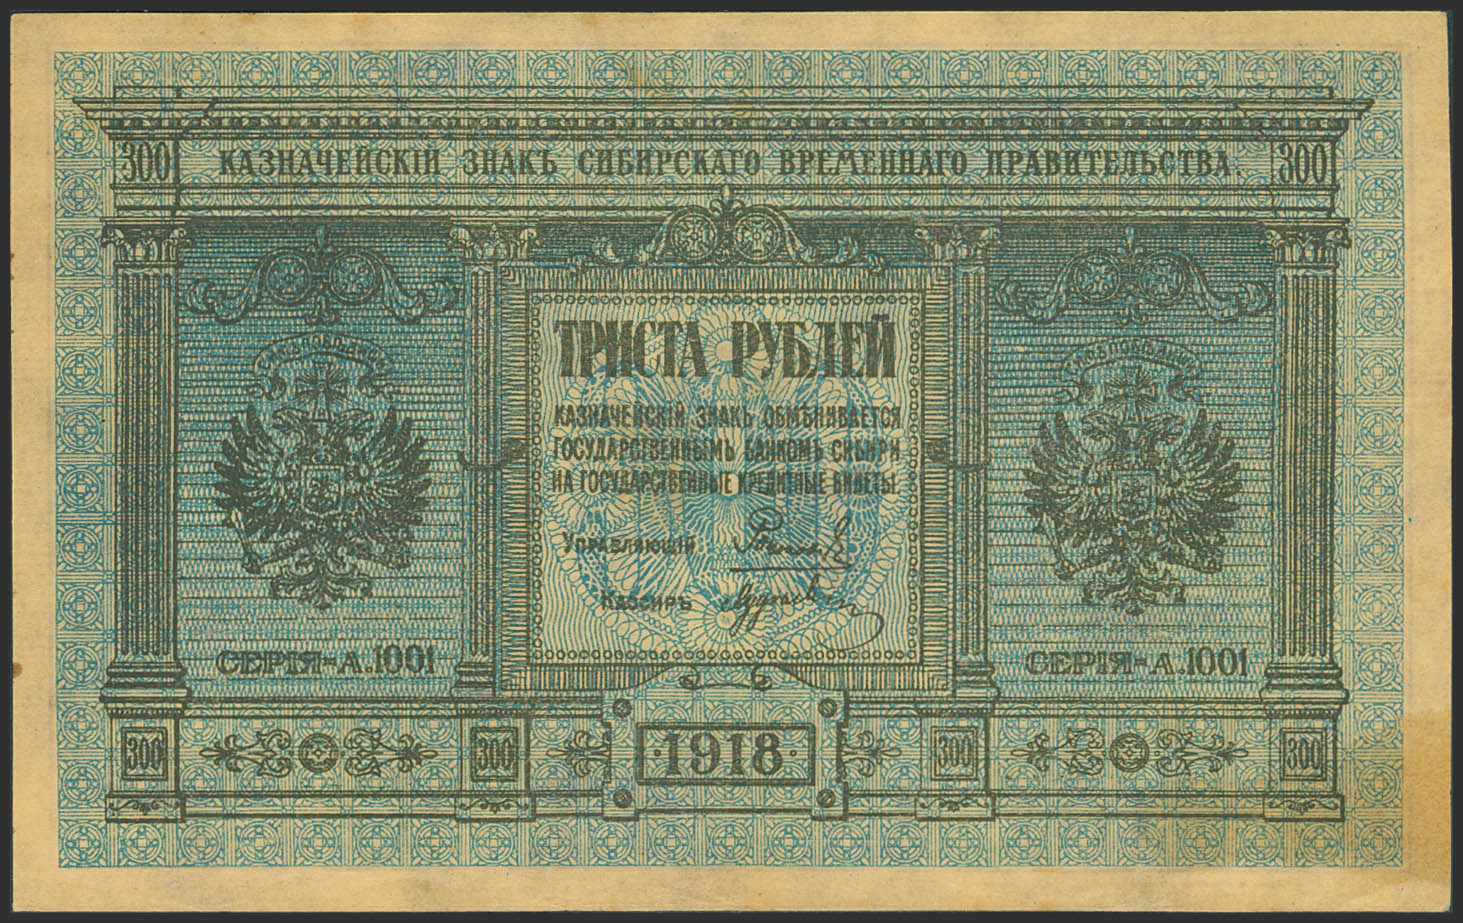 300 КАЗНАЧЕЙСКІЙ ЗНАКЪ СИБИРСКАГО ВРЕМЕННАГО ПРАВИТЕЛЬСТВА. 300
ТРИСТА РУБЛЕЙ
КАЗНАЧЕЙСКІЙ ЗНАКЪ ОБМѢНИВАЕТСЯ
ГОСУДАРСТВЕННЫМЪ БАНКОМЪ СИБИРИ
НА ГОСУДАРСТВЕННЫЕ КРЕДИТНЫЕ БИЛЕТЫ.
Управляющій
Кассиръ
СЕРІЯ-А.1001 СЕРІЯ-А.1001
300 300 ·1918· 300 300